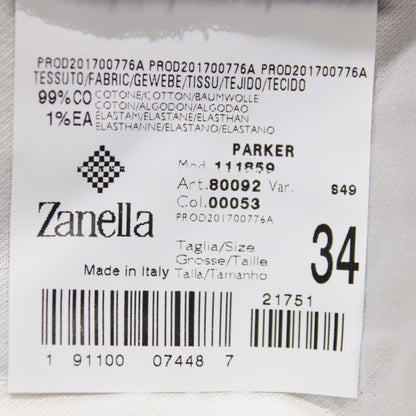 PROD201700776A PROD201700776A PROD201700776A
TESSUTO/FABRIC/GEWEBE/TISSU/TEJIDO/TECIDO
99%CO COTONE/COTTON/BAUMWOLLE
COTON/ALGODON/ALGODAO
1%EA ELASTAM/ELASTANE/ELASTHAN
ELASTHANNE/ELASTANO/ELASTANO
PARKER
Mod. 111859
Art.80092 Var. S49
Col.00053
PROD201700776A
Zanella
Taglia/Size
Grosse/Taille
Made in Italy Talla/Tamanho
34
21751
1 91100 07448 7